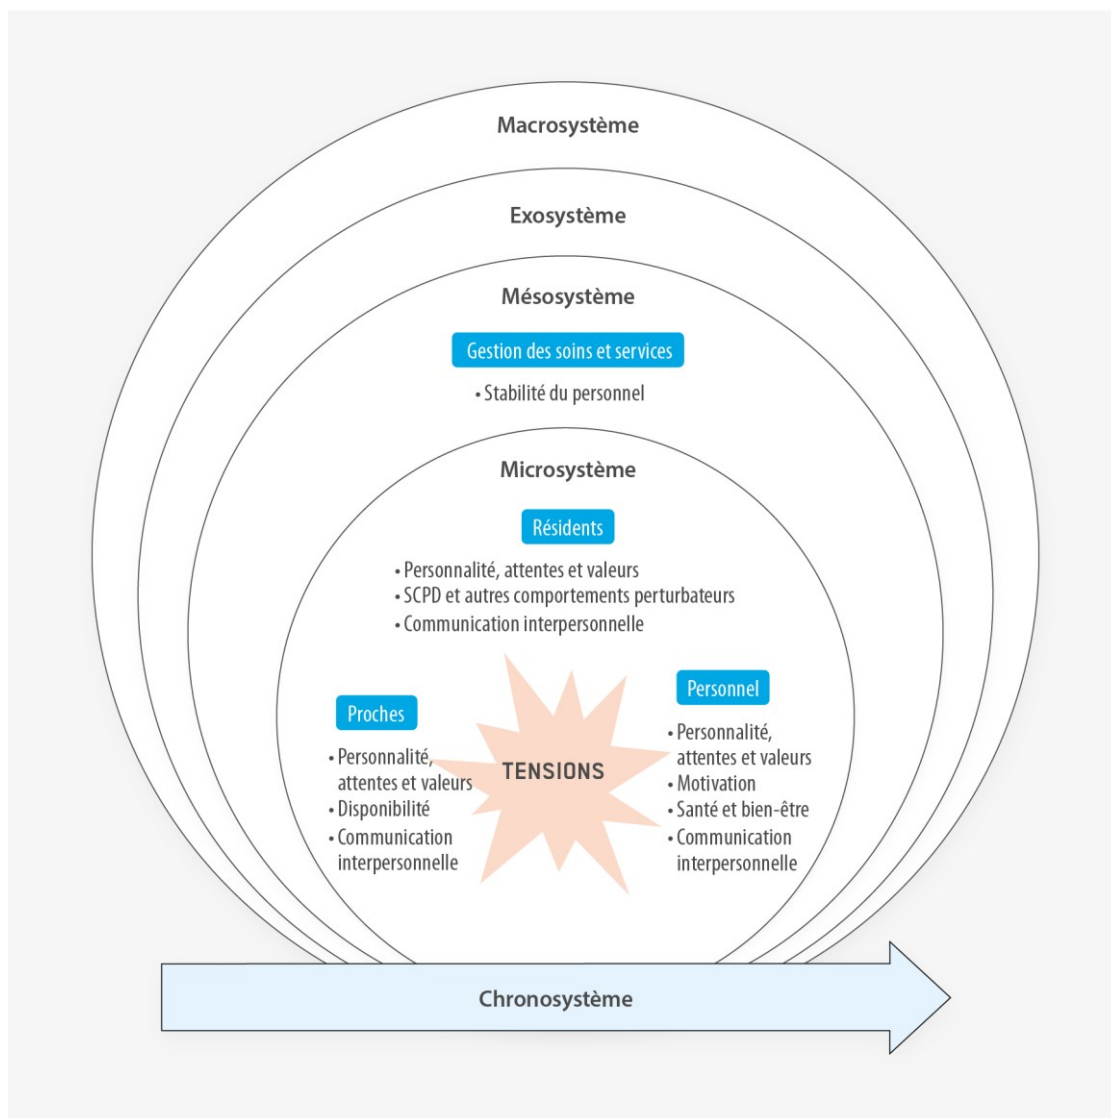 Macrosystème
Exosystème
Mésosystème
Gestion des soins et services
• Stabilité du personnel
Microsystème
Résidents
• Personnalité, attentes et valeurs
• SCPD et autres comportements perturbateurs
• Communication interpersonnelle
Proches
• Personnalité,
attentes et valeurs
• Disponibilité
• Communication
interpersonnelle
TENSIONS
Personnel
• Personnalité,
attentes et valeurs
• Motivation
• Santé et bien-être
• Communication
interpersonnelle
Chronosystème